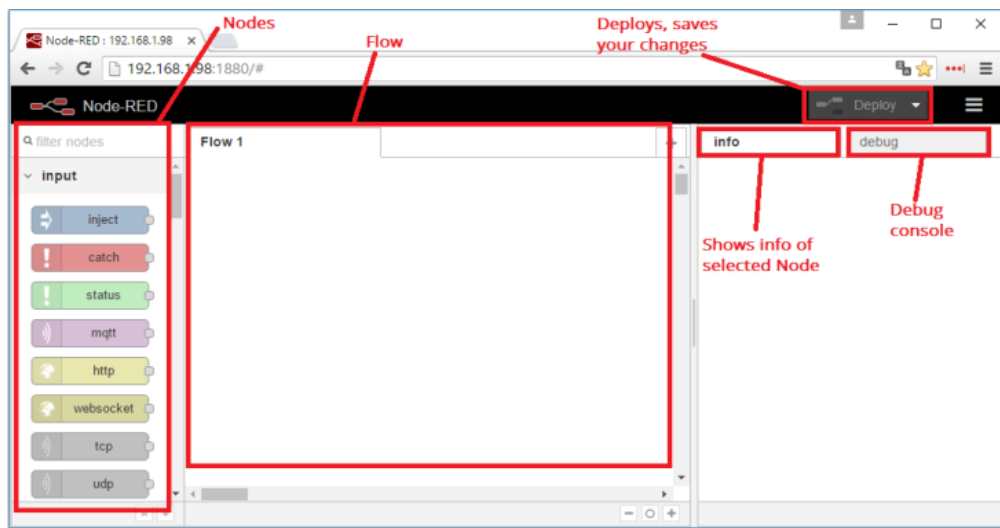 Nodes
Flow
Deploys, saves
your changes
Node-RED : 192.168.1.98
192.168.1.98:1880/#
Node-RED
Deploy
filter nodes
Flow 1
info
debug
input
inject
catch
status
mqtt
http
websocket
tcp
udp
Shows info of
selected Node
Debug
console